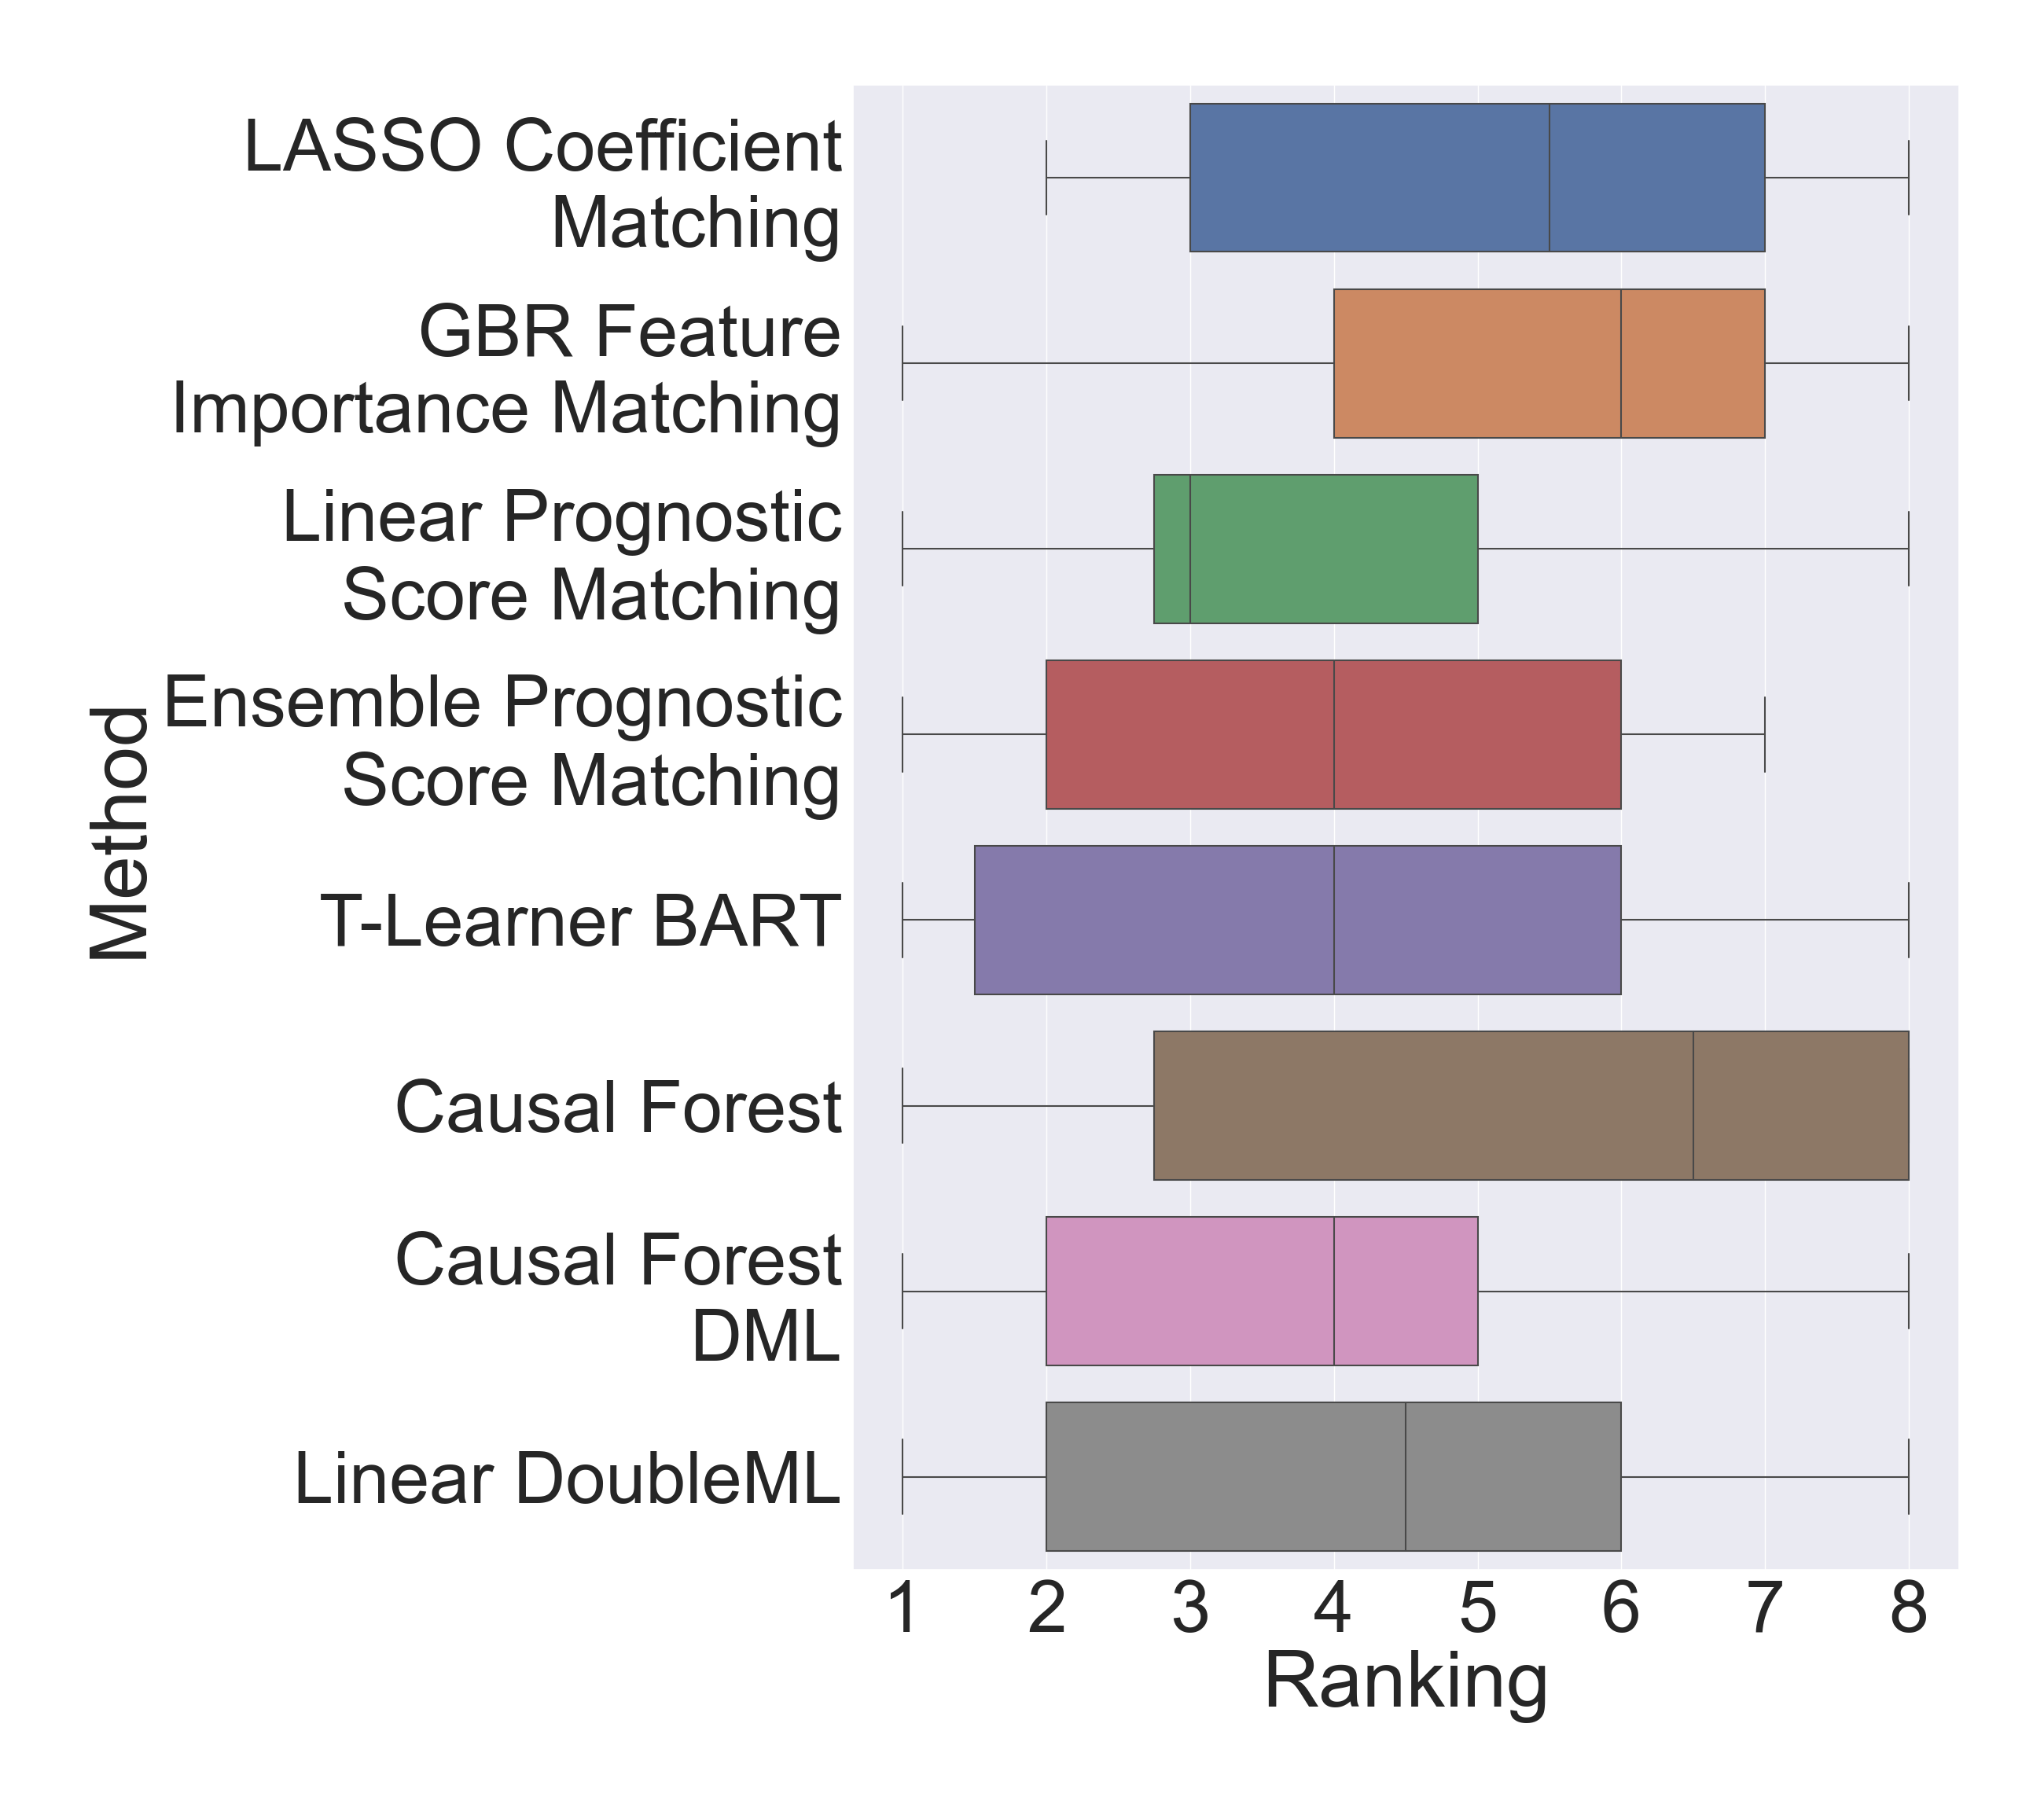 LASSO Coefficient
Matching
GBR Feature
Importance Matching
Linear Prognostic
Score Matching
Ensemble Prognostic
Score Matching
T-Learner BART
Causal Forest
Causal Forest
DML
Linear DoubleML
Method
1 2 3 4 5 6 7 8
Ranking